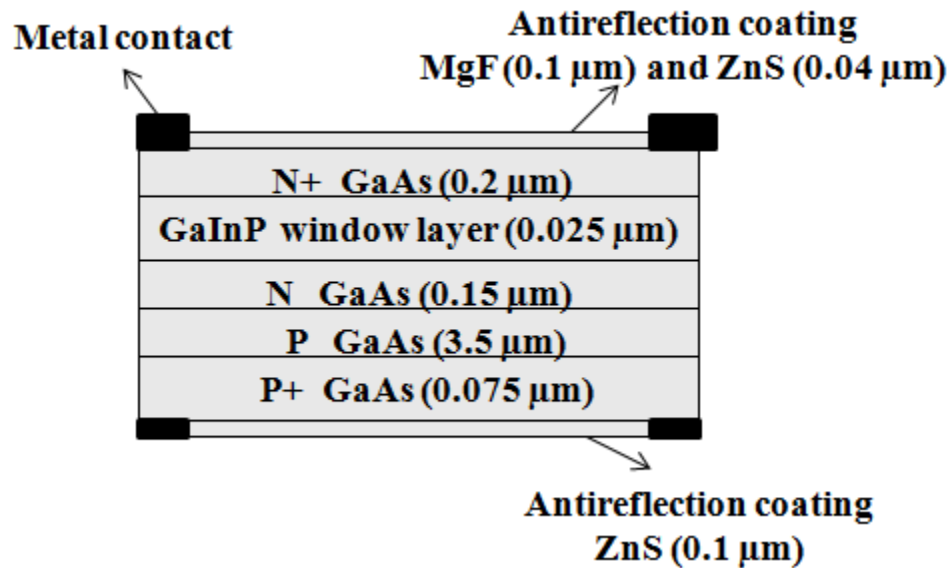 Metal contact
Antireflection coating
MgF (0.1 µm) and ZnS (0.04 µm)
N+ GaAs (0.2 µm)
GaInP window layer (0.025 µm)
N GaAs (0.15 µm)
P GaAs (3.5 µm)
P+ GaAs (0.075 µm)
Antireflection coating
ZnS (0.1 µm)